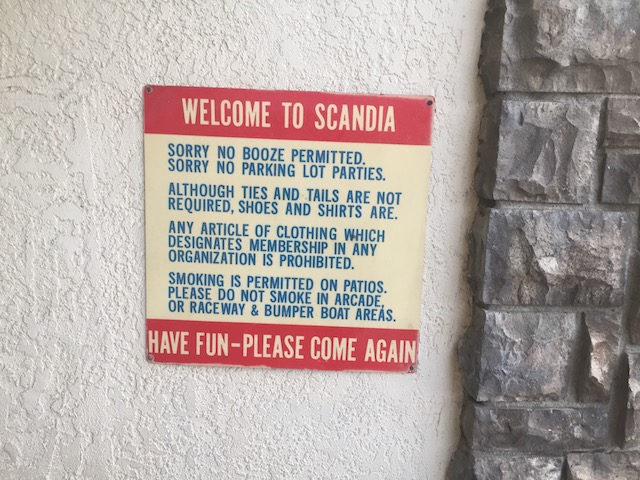 WELCOME TO SCANDIA
SORRY NO BOOZE PERMITTED.
SORRY NO PARKING LOT PARTIES.
ALTHOUGH TIES AND TAILS ARE NOT
REQUIRED, SHOES AND SHIRTS ARE.
ANY ARTICLE OF CLOTHING WHICH
DESIGNATES MEMBERSHIP IN ANY
ORGANIZATION IS PROHIBITED.
SMOKING IS PERMITTED ON PATIOS.
PLEASE DO NOT SMOKE IN ARCADE,
OR RACEWAY & BUMPER BOAT AREAS.
HAVE FUN-PLEASE COME AGAIN